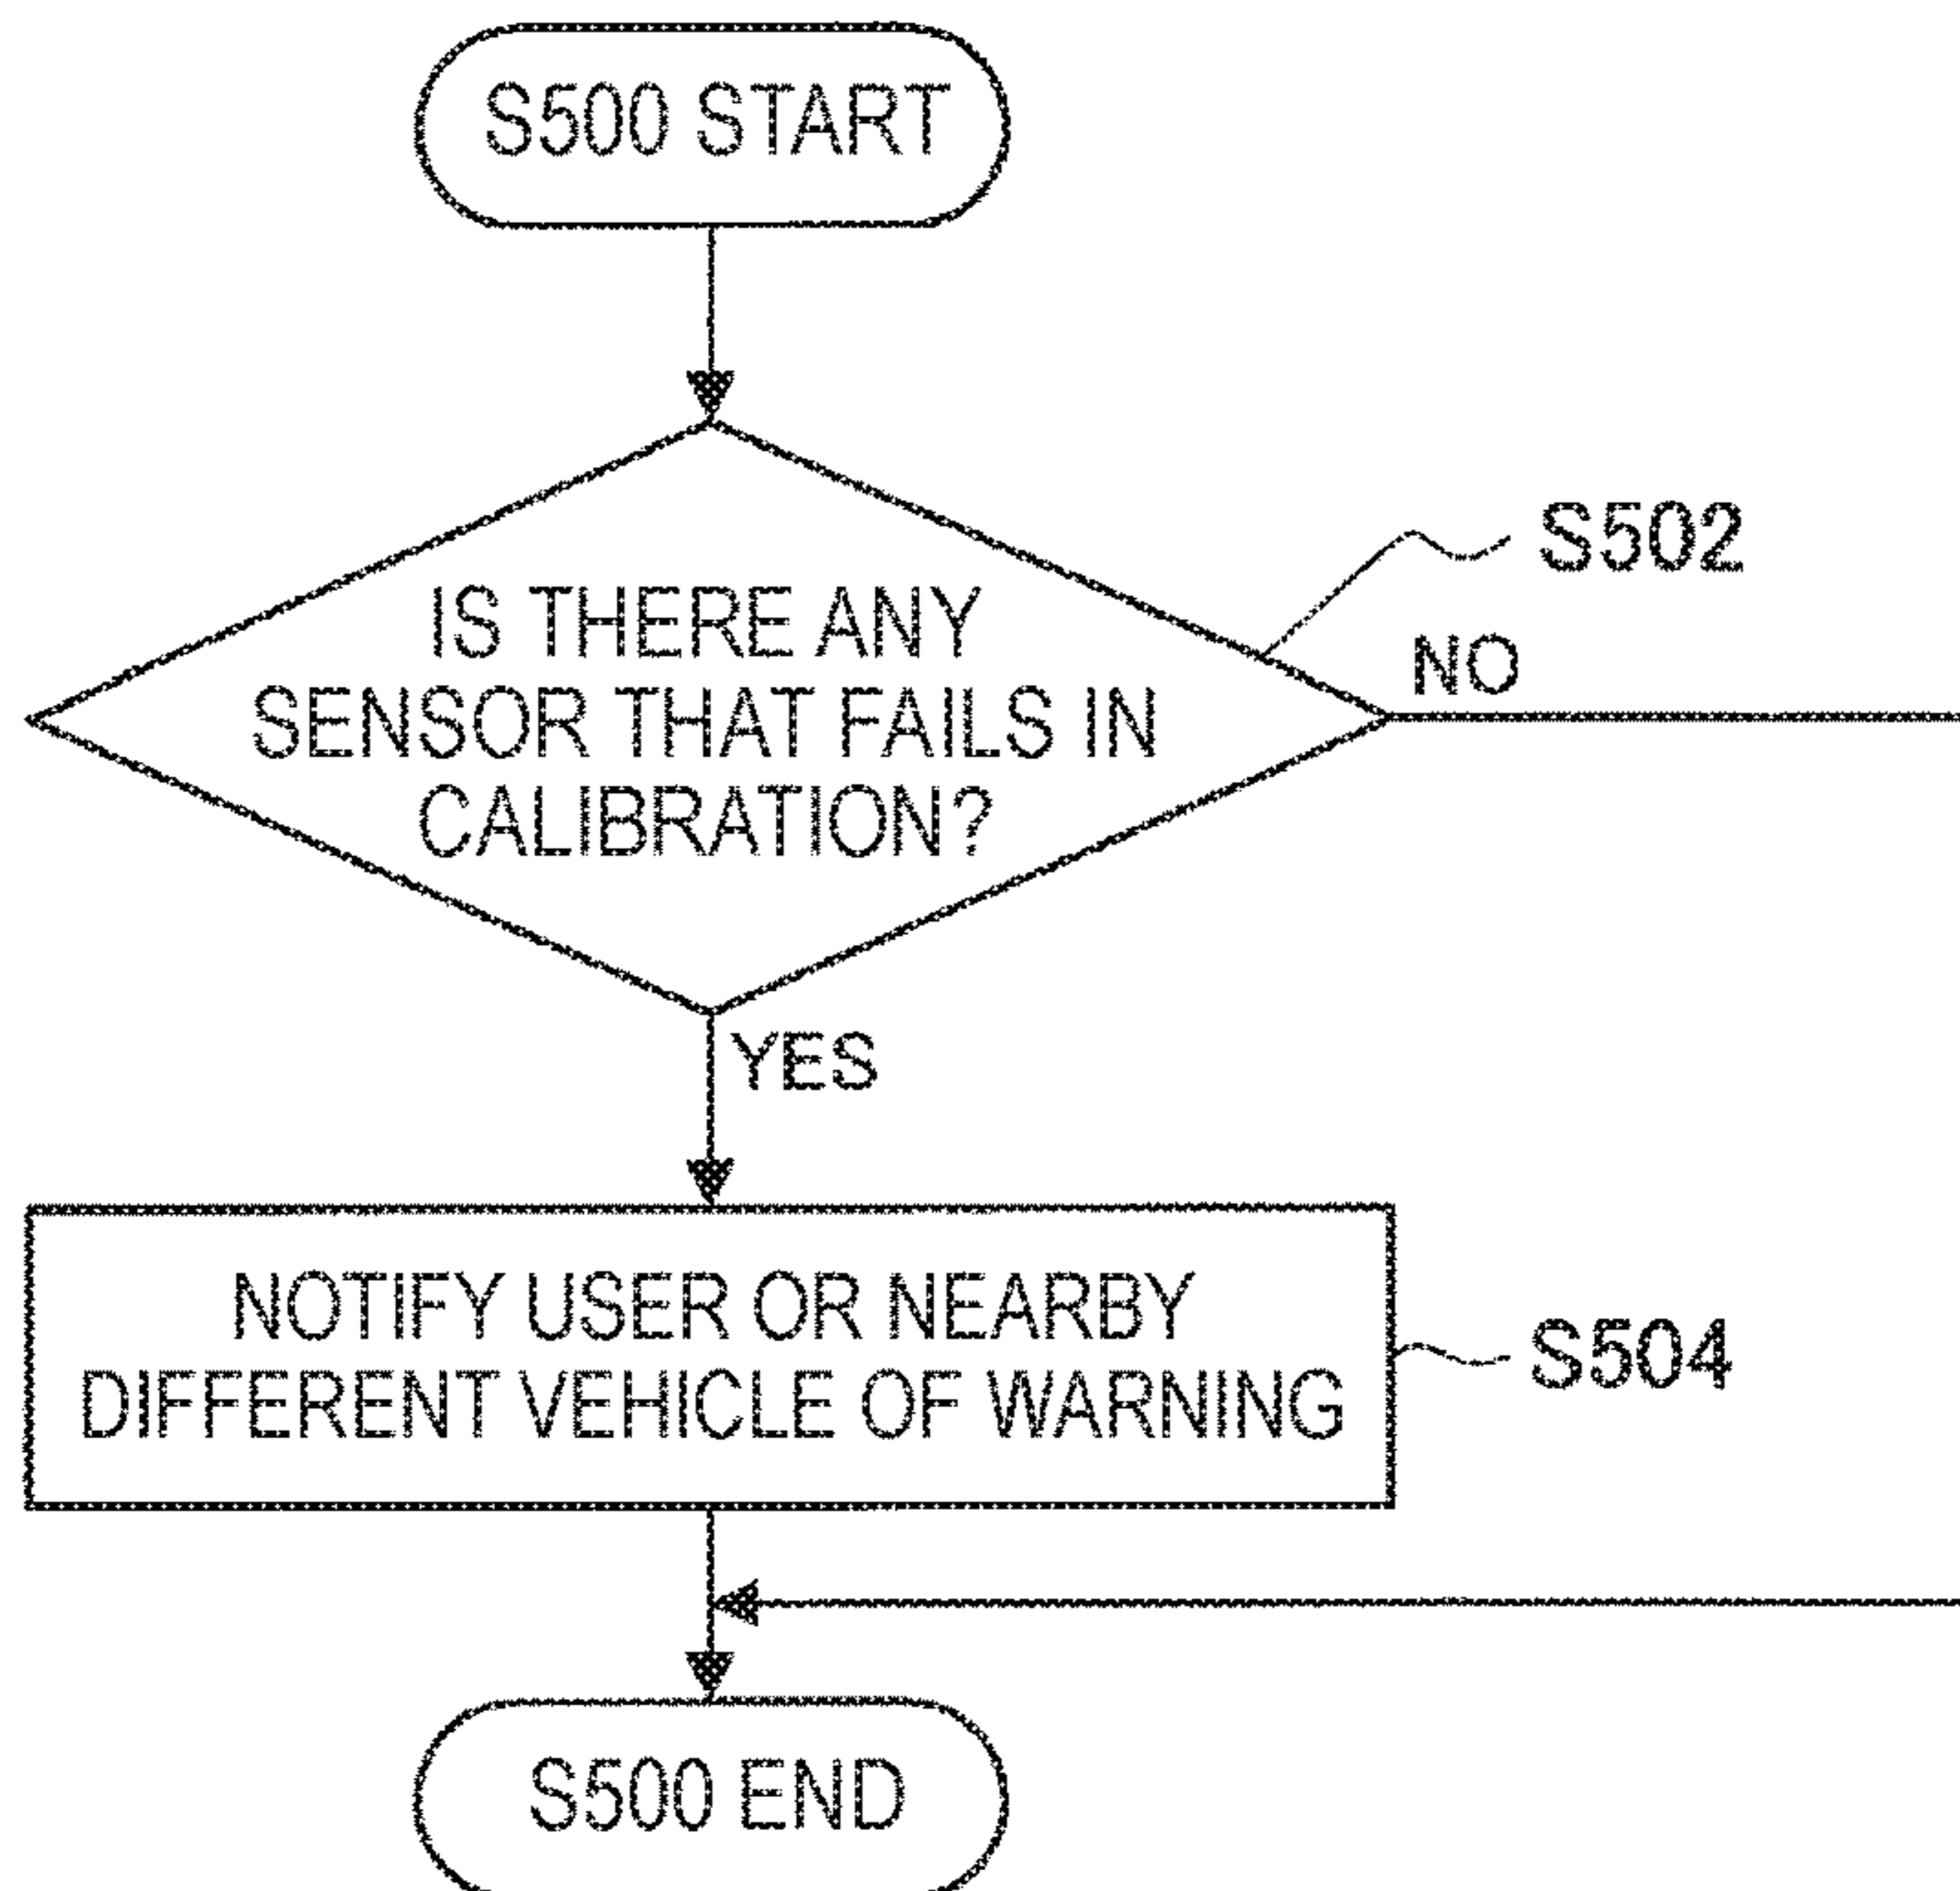 S500 START
S502
IS THERE ANY
SENSOR THAT FAILS IN
CALIBRATION?
NO
YES
NOTIFY USER OR NEARBY
DIFFERENT VEHICLE OF WARNING
S504
S500 END